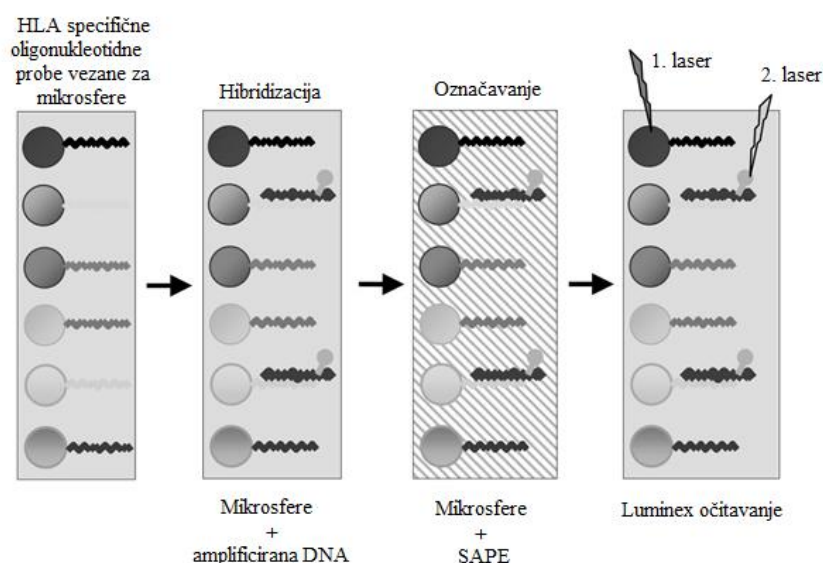 HLA specifične
oligonukleotidne
probe vezane za
mikrosfere
Hibridizacija
Označavanje
1. laser
2. laser
Mikrosfere
+
amplificirana DNA
Mikrosfere
+
SAPE
Luminex očitavanje